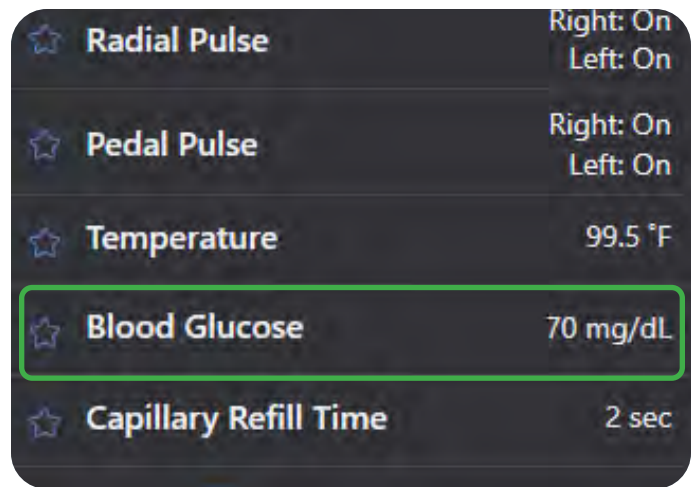 Radial Pulse
Right: On
Left: On
Pedal Pulse
Right: On
Left: On
Temperature
99.5 °F
Blood Glucose
70 mg/dL
Capillary Refill Time
2 sec